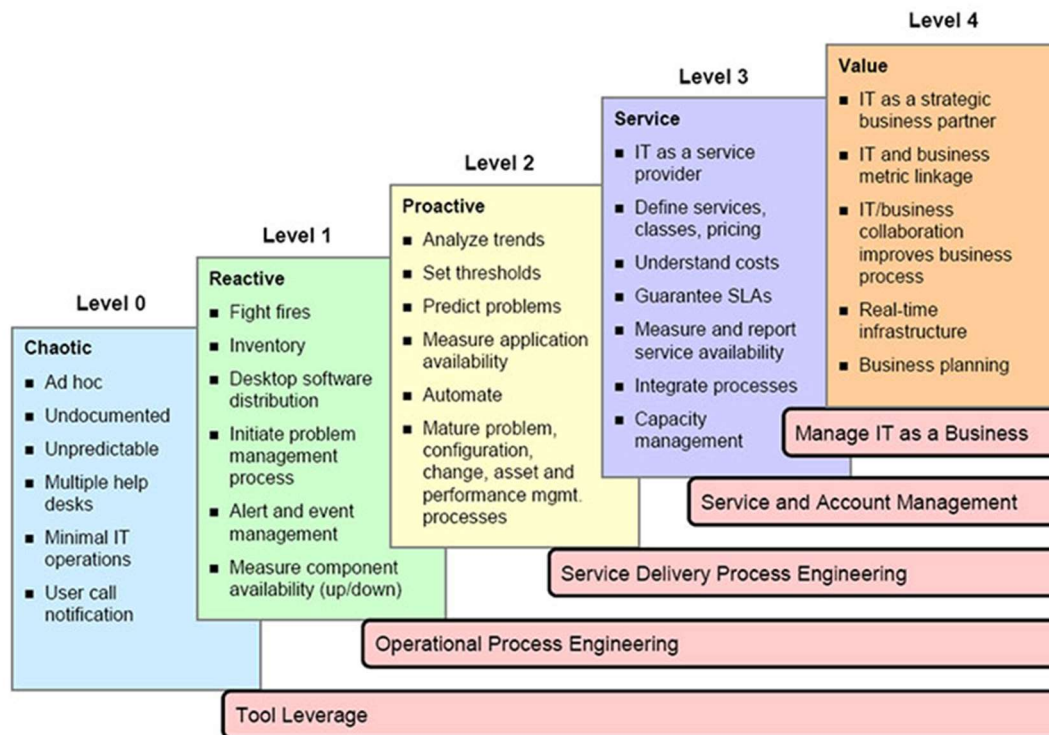 Level 0
Chaotic
■ Ad hoc
■ Undocumented
■ Unpredictable
■ Multiple help
desks
■ Minimal IT
operations
■ User call
notification
Level 1
Reactive
■ Fight fires
■ Inventory
■ Desktop software
distribution
■ Initiate problem
management
process
■ Alert and event
management
■ Measure component
availability (up/down)
Level 2
Proactive
■ Analyze trends
■ Set thresholds
■ Predict problems
■ Measure application
availability
■ Automate
■ Mature problem,
configuration,
change, asset and
performance mgmt.
processes
Level 3
Service
■ IT as a service
provider
■ Define services,
classes, pricing
■ Understand costs
■ Guarantee SLAs
■ Measure and report
service availability
■ Integrate processes
■ Capacity
management
Level 4
Value
■ IT as a strategic
business partner
■ IT and business
metric linkage
■ IT/business
collaboration
improves business
process
■ Real-time
infrastructure
■ Business planning
Manage IT as a Business
Service and Account Management
Service Delivery Process Engineering
Operational Process Engineering
Tool Leverage